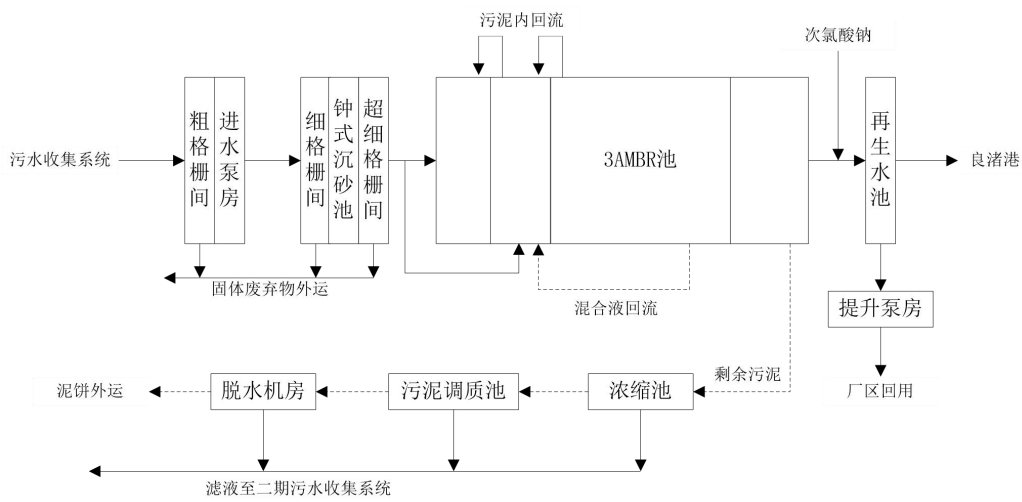 污泥内回流
次氯酸钠
污水收集系统
粗格栅间
进水泵房
细格栅间
钟式沉砂池
超细格栅间
3AMBR池
再生水池
良渚港
固体废弃物外运
混合液回流
提升泵房
剩余污泥
泥饼外运
脱水机房
污泥调质池
浓缩池
厂区回用
滤液至二期污水收集系统